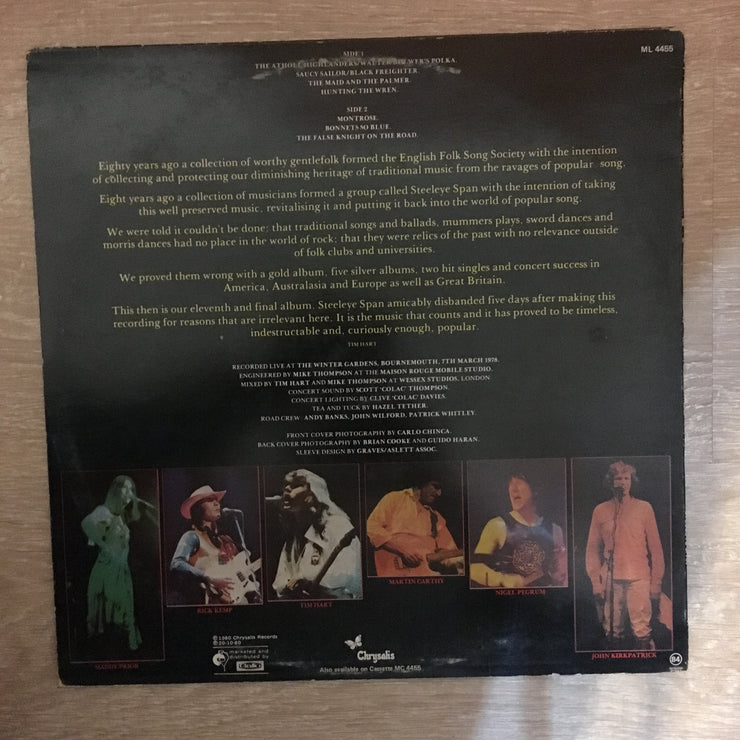 ML 4455
SIDE 1
THE ATHOLL HIGHLANDERS/WALTER BULWER'S POLKA.
SAUCY SAILOR/BLACK FREIGHTER.
THE MAID AND THE PALMER.
HUNTING THE WREN.
SIDE 2
MONTROSE.
BONNETS SO BLUE.
THE FALSE KNIGHT ON THE ROAD.
Eighty years ago a collection of worthy gentlefolk formed the English Folk Song Society with the intention
of collecting and protecting our diminishing heritage of traditional music from the ravages of popular song.
Eight years ago a collection of musicians formed a group called Steeleye Span with the intention of taking
this well preserved music, revitalising it and putting it back into the world of popular song.
We were told it couldn't be done; that traditional songs and ballads, mummers plays, sword dances and
morris dances had no place in the world of rock; that they were relics of the past with no relevance outside
of folk clubs and universities.
We proved them wrong with a gold album, five silver albums, two hit singles and concert success in
America, Australasia and Europe as well as Great Britain.
This then is our eleventh and final album, Steeleye Span amicably disbanded five days after making this
recording for reasons that are irrelevant here. It is the music that counts and it has proved to be timeless,
indestructable and, curiously enough, popular.
TIM HART
RECORDED LIVE AT THE WINTER GARDENS, BOURNEMOUTH, 7TH MARCH 1978.
ENGINEERED BY MIKE THOMPSON AT THE MAISON ROUGE MOBILE STUDIO.
MIXED BY TIM HART AND MIKE THOMPSON AT WESSEX STUDIOS, LONDON
CONCERT SOUND BY SCOTT 'COLAC' THOMPSON.
CONCERT LIGHTING BY CLIVE 'COLAC' DAVIES.
TEA AND TUCK BY HAZEL TETHER.
ROAD CREW- ANDY BANKS, JOHN WILFORD, PATRICK WHITLEY.
FRONT COVER PHOTOGRAPHY BY CARLO CHINCA.
BACK COVER PHOTOGRAPHY BY BRIAN COOKE AND GUIDO HARAN.
SLEEVE DESIGN BY GRAVES/ASLETT ASSOC.
MADDY PRIOR
RICK KEMP
TIM HART
MARTIN CARTHY
NIGEL PEGRUM
JOHN KIRKPATRICK
℗ 1980 Chrysalis Records
© 20-10-80
marketed and
distributed by
Chrysalis
Also available on Cassette MC 4455
84